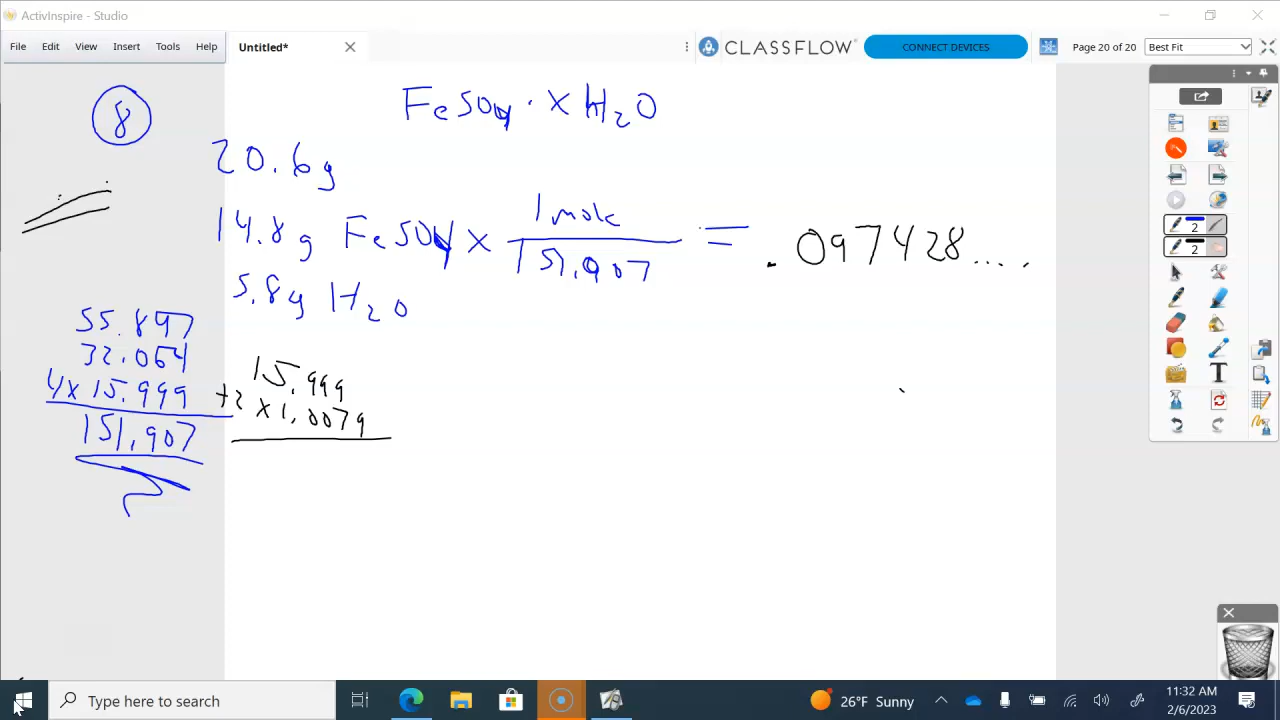 ActivInspire - Studio
File Edit View Insert Tools Help
Untitled*
CLASSFLOW
CONNECT DEVICES
Page 20 of 20
Best Fit
8
FeSO4 · x H2O
20.6g
14.8g FeSO4 x 1 mole / 151.907 = .097428....
5.8g H2O
55.847
32.064
4x 15.999
151.907
15.999
+2 x 1.0079
2
2
T
Type here to search
26°F Sunny
11:32 AM
2/6/2023